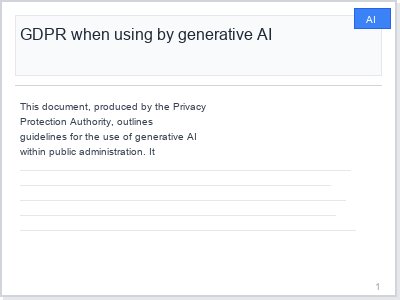 AI
GDPR when using by generative AI
This document, produced by the Privacy
Protection Authority, outlines
guidelines for the use of generative AI
within public administration. It
1